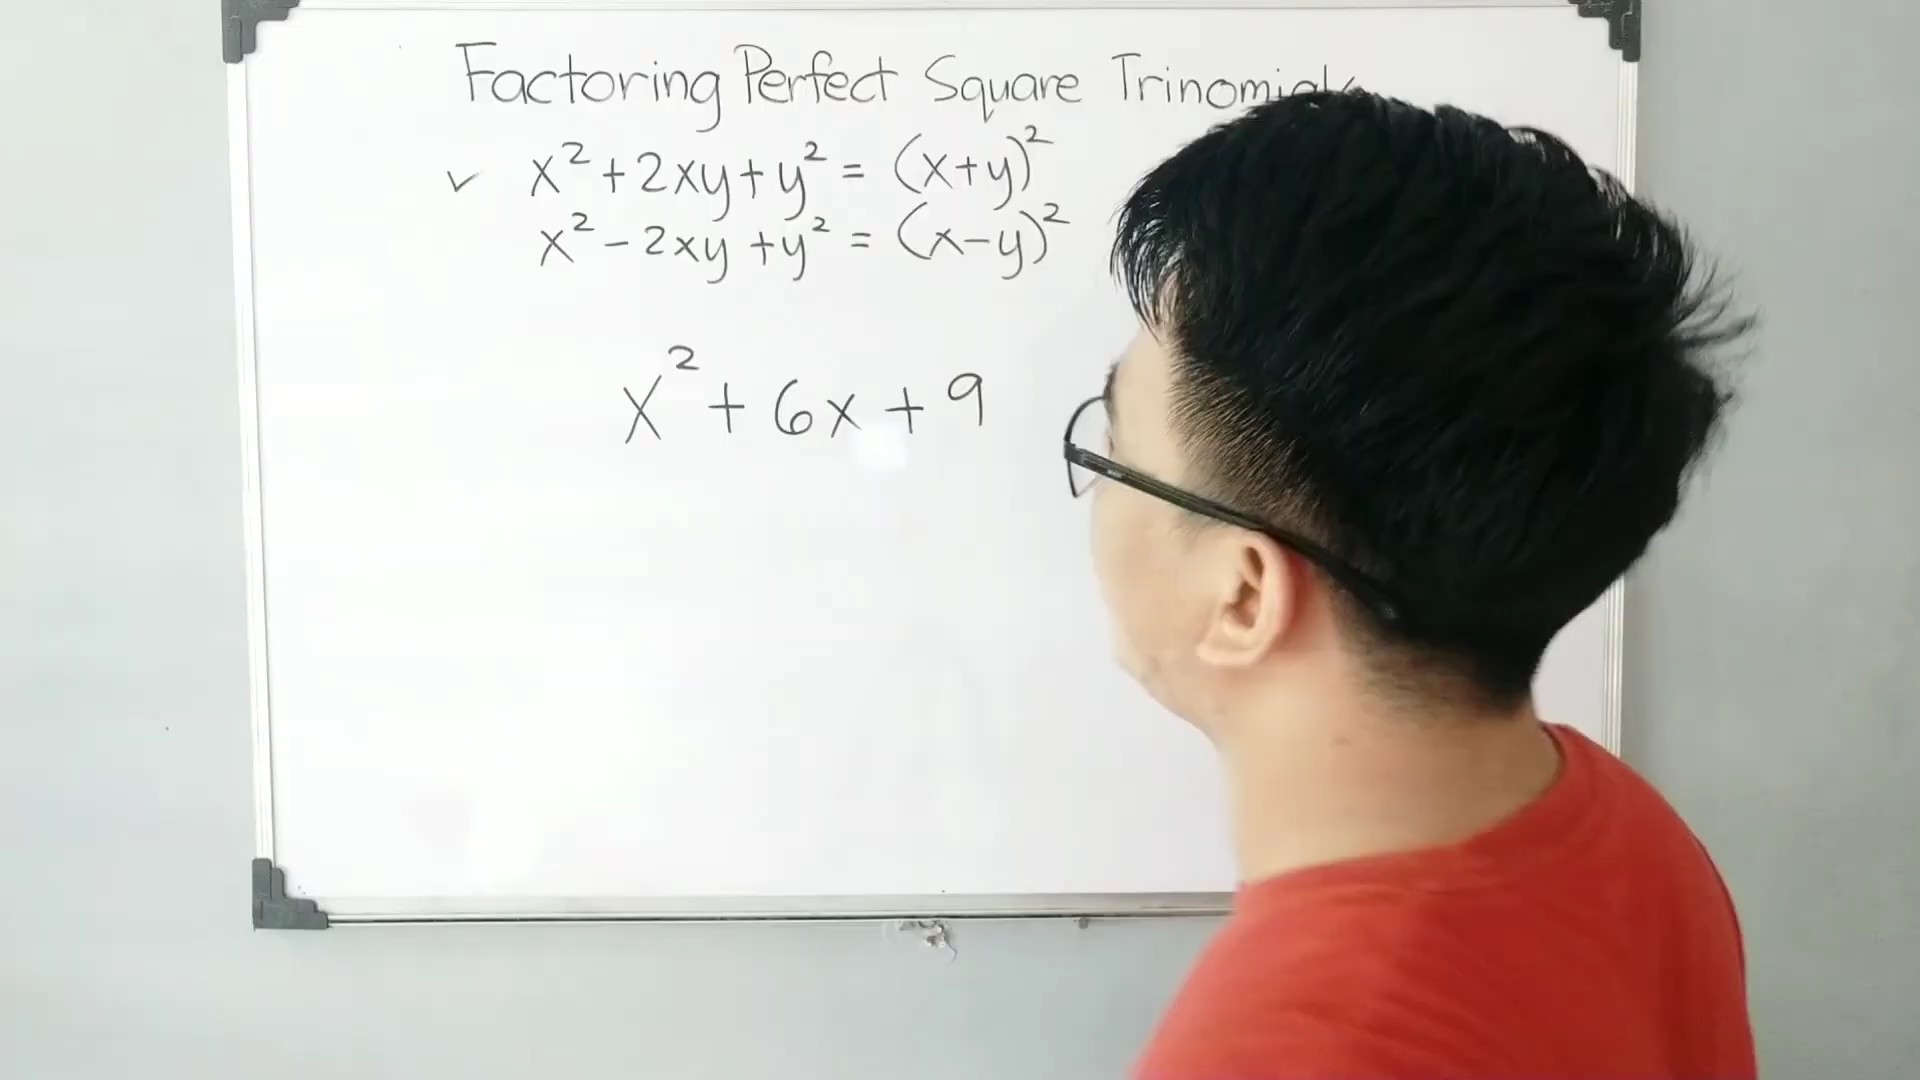 Factoring Perfect Square Trinomials
✓ x² + 2xy + y² = (x+y)²
x² - 2xy + y² = (x-y)²
x² + 6x + 9